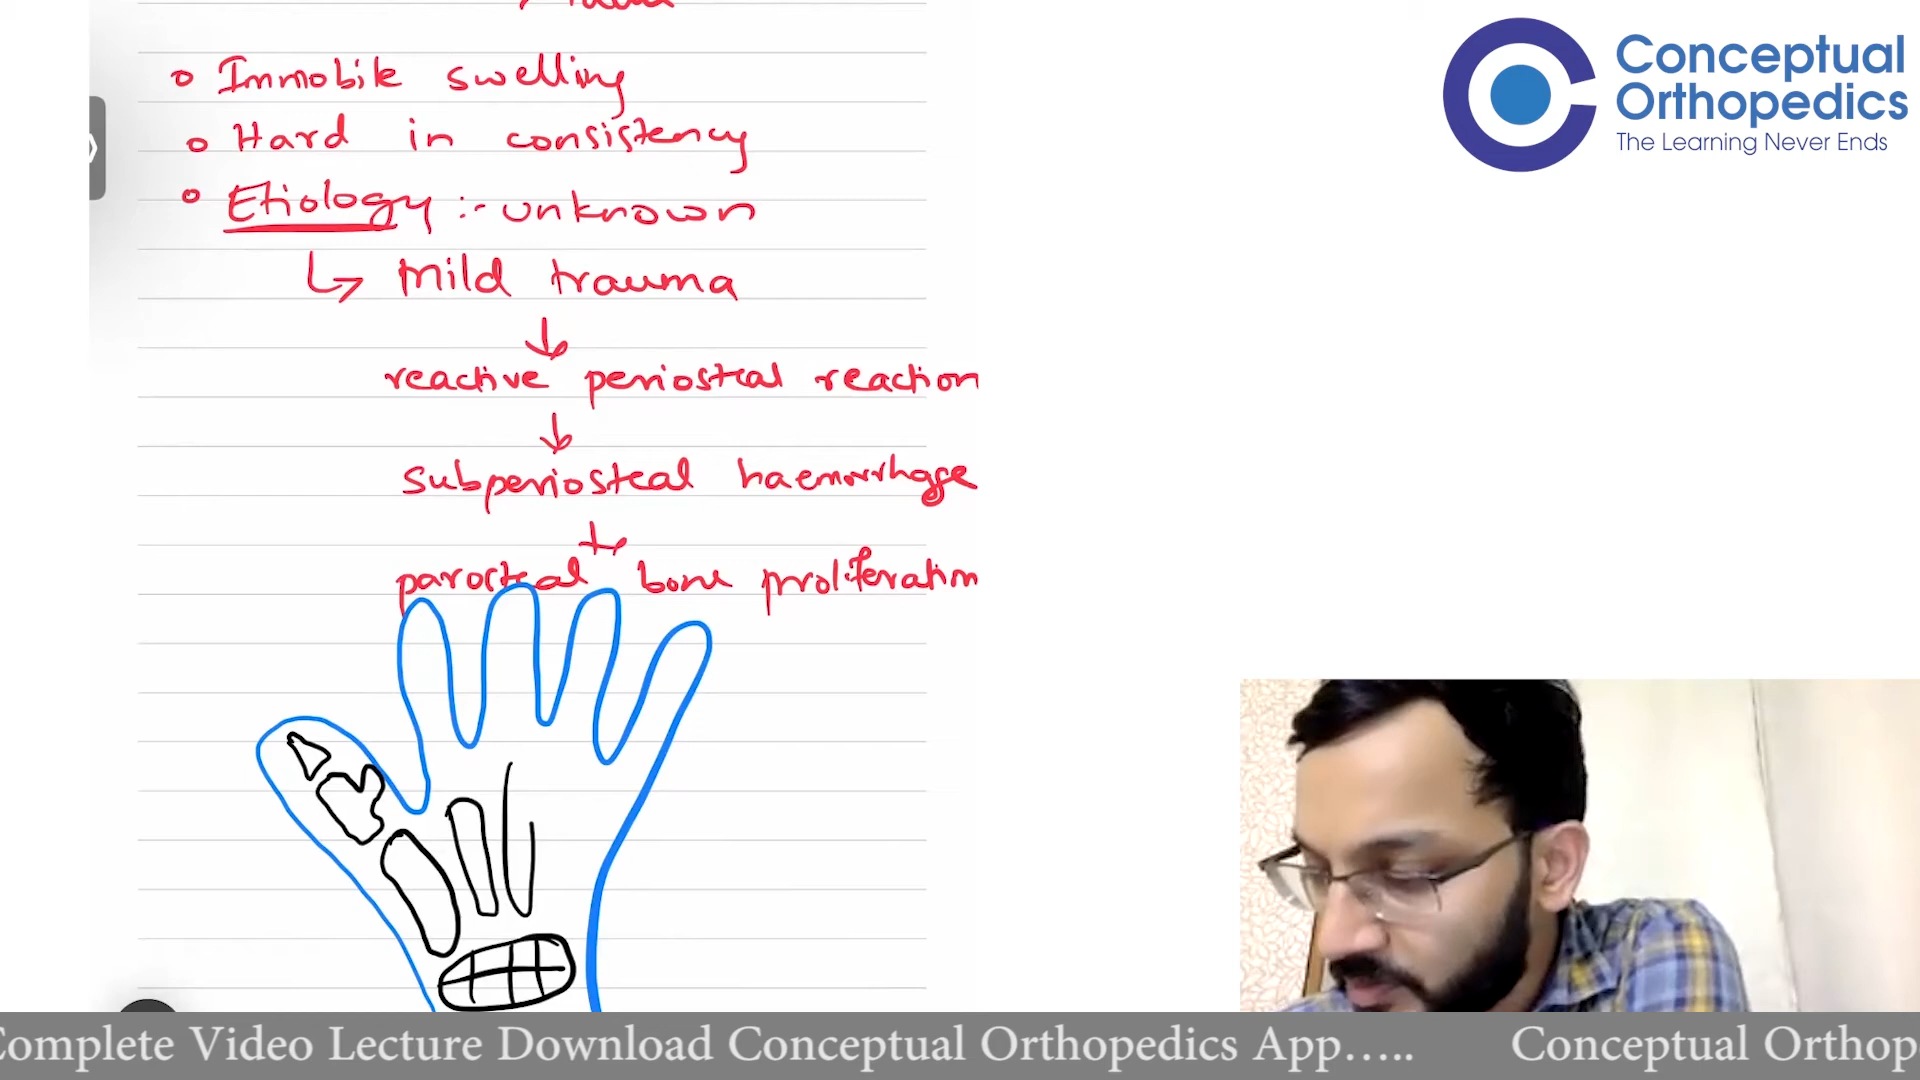 • Immobile swelling
• Hard in consistency
• Etiology :- unknown
↳ Mild trauma
↓
reactive periosteal reaction
↓
subperiosteal haemorrhage
↓
parosteal bone proliferation
Conceptual
Orthopedics
The Learning Never Ends
Complete Video Lecture Download Conceptual Orthopedics App….. Conceptual Orthop